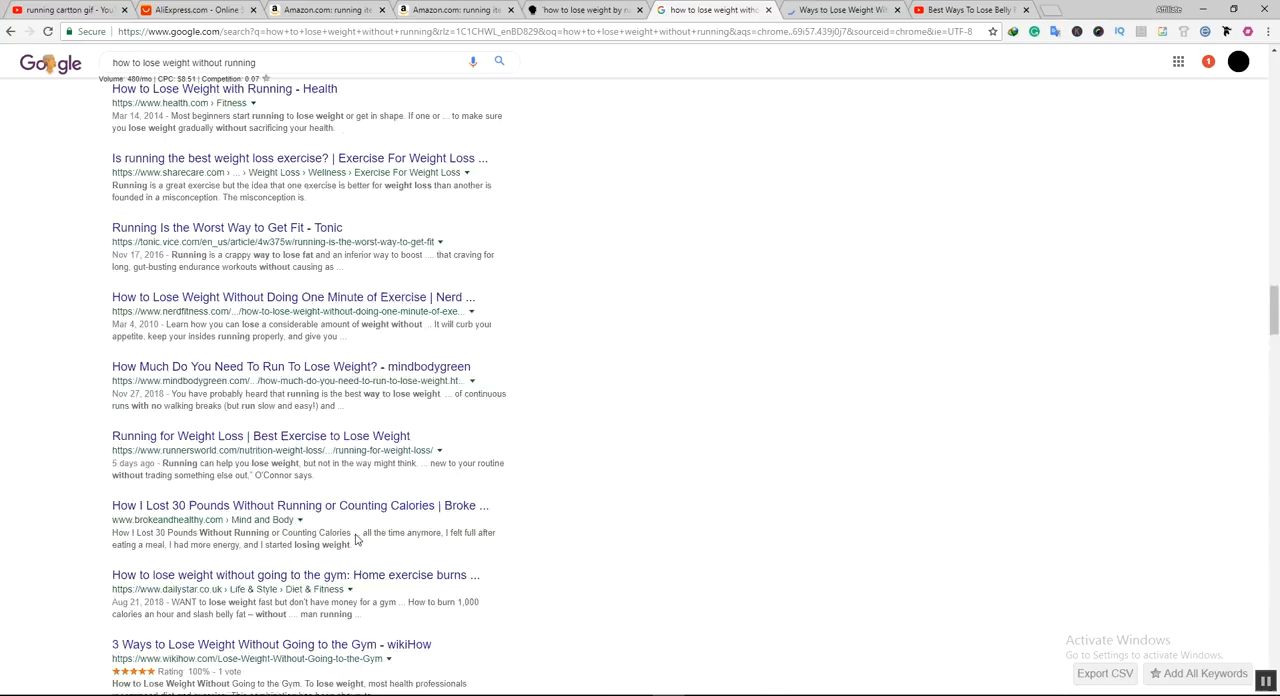 running cartton gif - You
AliExpress.com - Online
Amazon.com: running ite
Amazon.com: running ite
"how to lose weight by ru
how to lose weight witho
Ways to Lose Weight Wit
Best Ways To Lose Belly F
Affiliate
Secure
https://www.google.com/search?q=how+to+lose+weight+without+running&rlz=1C1CHWL_enBD829&oq=how+to+lose+weight+without+running&aqs=chrome..69i57.439j0j7&sourceid=chrome&ie=UTF-8
Google
how to lose weight without running
1
Volume: 480/mo | CPC: $8.51 | Competition: 0.07
How to Lose Weight with Running - Health
https://www.health.com › Fitness
Mar 14, 2014 - Most beginners start running to lose weight or get in shape. If one or ... to make sure
you lose weight gradually without sacrificing your health.
Is running the best weight loss exercise? | Exercise For Weight Loss ...
https://www.sharecare.com › ... › Weight Loss › Wellness › Exercise For Weight Loss
Running is a great exercise but the idea that one exercise is better for weight loss than another is
founded in a misconception. The misconception is.
Running Is the Worst Way to Get Fit - Tonic
https://tonic.vice.com/en_us/article/4w375w/running-is-the-worst-way-to-get-fit
Nov 17, 2016 - Running is a crappy way to lose fat and an inferior way to boost .... that craving for
long, gut-busting endurance workouts without causing as ...
How to Lose Weight Without Doing One Minute of Exercise | Nerd ...
https://www.nerdfitness.com/.../how-to-lose-weight-without-doing-one-minute-of-exe...
Mar 4, 2010 - Learn how you can lose a considerable amount of weight without ... It will curb your
appetite, keep your insides running properly, and give you ...
How Much Do You Need To Run To Lose Weight? - mindbodygreen
https://www.mindbodygreen.com/.../how-much-do-you-need-to-run-to-lose-weight.ht...
Nov 27, 2018 - You have probably heard that running is the best way to lose weight. ... of continuous
runs with no walking breaks (but run slow and easy!) and ...
Running for Weight Loss | Best Exercise to Lose Weight
https://www.runnersworld.com/nutrition-weight-loss/.../running-for-weight-loss/
5 days ago - Running can help you lose weight, but not in the way might think. ... new to your routine
without trading something else out," O'Connor says.
How I Lost 30 Pounds Without Running or Counting Calories | Broke ...
www.brokeandhealthy.com › Mind and Body
How I Lost 30 Pounds Without Running or Counting Calories ... all the time anymore, I felt full after
eating a meal, I had more energy, and I started losing weight.
How to lose weight without going to the gym: Home exercise burns ...
https://www.dailystar.co.uk › Life & Style › Diet & Fitness
Aug 21, 2018 - WANT to lose weight fast but don't have money for a gym ... How to burn 1,000
calories an hour and slash belly fat – without .... man running ...
3 Ways to Lose Weight Without Going to the Gym - wikiHow
https://www.wikihow.com/Lose-Weight-Without-Going-to-the-Gym
Rating: 100% - 1 vote
How to Lose Weight Without Going to the Gym. To lose weight, most health professionals
Activate Windows
Go to Settings to activate Windows.
Export CSV
Add All Keywords